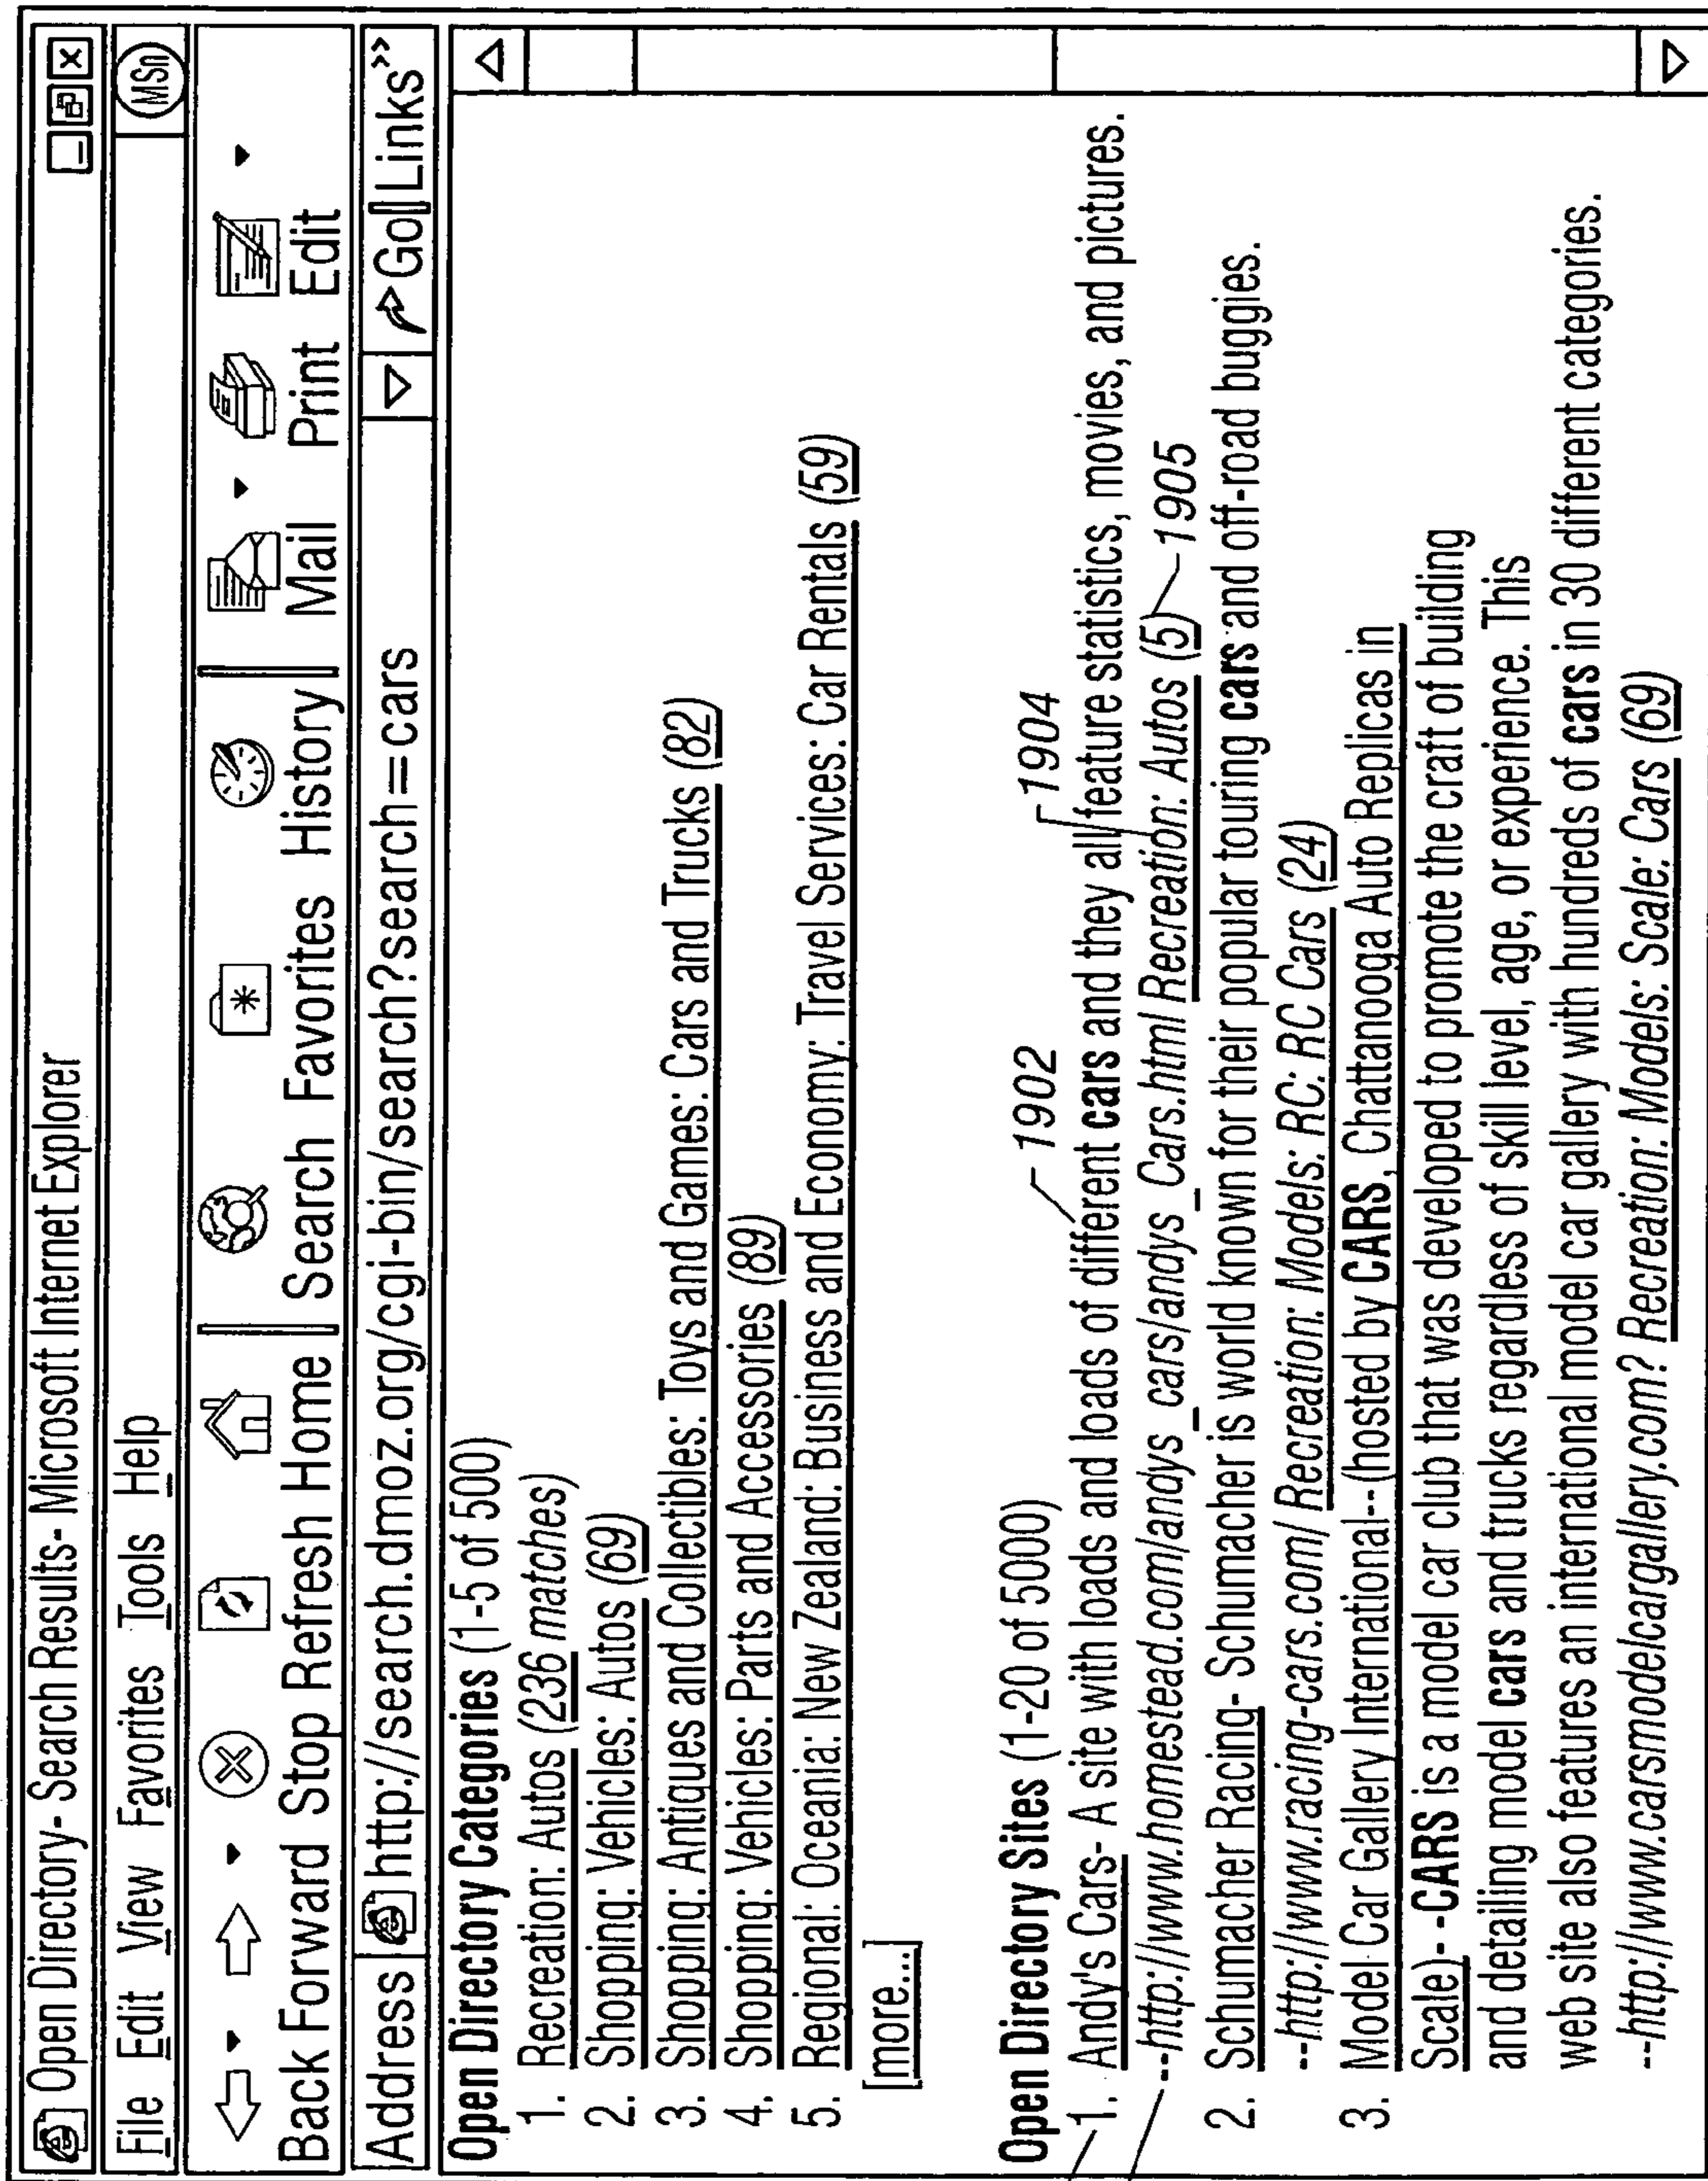 Open Directory- Search Results- Microsoft Internet Explorer
File Edit View Favorites Tools Help
MSn
Back Forward Stop Refresh Home Search Favorites History Mail Print Edit
Address http://search.dmoz.org/cgi-bin/search?search=cars Go Links >>
Open Directory Categories (1-5 of 500)
1. Recreation: Autos (236 matches)
2. Shopping: Vehicles: Autos (69)
3. Shopping: Antiques and Collectibles: Toys and Games: Cars and Trucks (82)
4. Shopping: Vehicles: Parts and Accessories (89)
5. Regional: Oceania: New Zealand: Business and Economy: Travel Services: Car Rentals (59)
[more...]
1902
1904
Open Directory Sites (1-20 of 5000)
1. Andy's Cars- A site with loads and loads of different cars and they all feature statistics, movies, and pictures.
--http://www.homestead.com/andys_cars/andys_Cars.html Recreation: Autos (5) 1905
2. Schumacher Racing- Schumacher is world known for their popular touring cars and off-road buggies.
--http://www.racing-cars.com/ Recreation: Models: RC: RC Cars (24)
3. Model Car Gallery International--(hosted by CARS, Chattanooga Auto Replicas in
Scale)--CARS is a model car club that was developed to promote the craft of building
and detailing model cars and trucks regardless of skill level, age, or experience. This
web site also features an international model car gallery with hundreds of cars in 30 different categories.
--http://www.carsmodelcargallery.com? Recreation: Models: Scale: Cars (69)